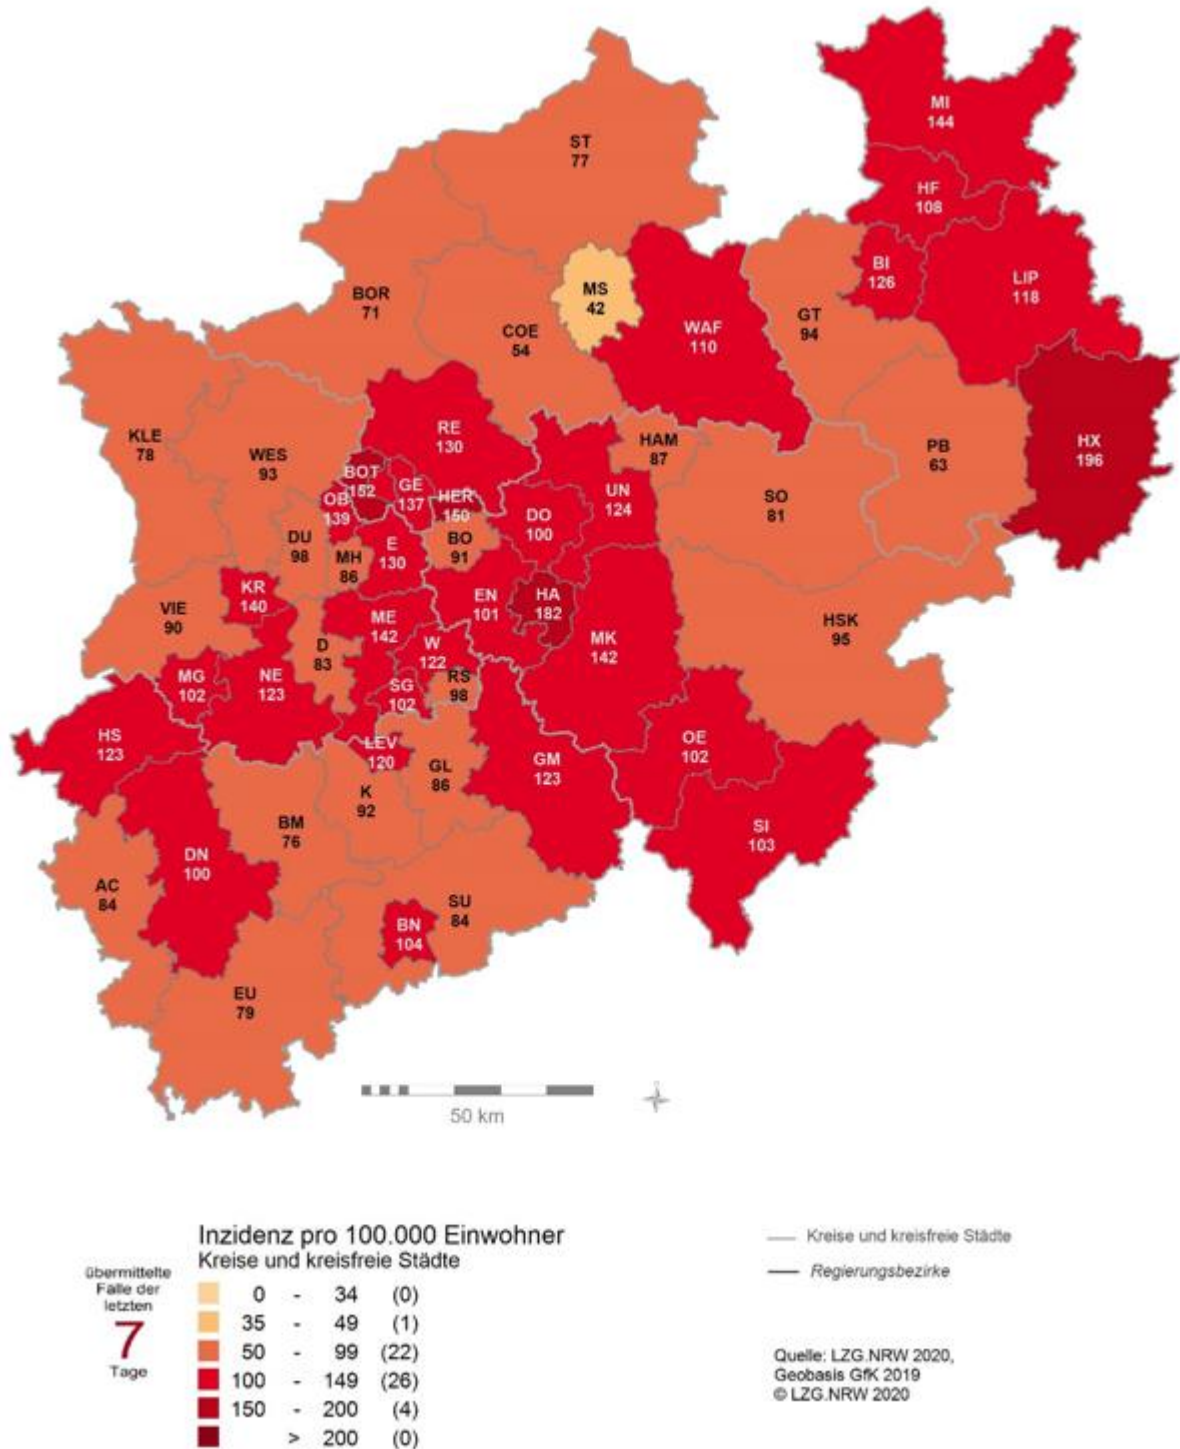 MI
144
ST
77
HF
108
BI
126
LIP
118
MS
42
BOR
71
WAF
110
GT
94
COE
54
RE
130
HAM
87
KLE
78
WES
93
PB
63
HX
196
BOT
152
GE
137
HER
150
OB
139
UN
124
SO
81
DO
100
DU
98
E
130
BO
91
MH
86
KR
140
EN
101
HA
182
VIE
90
ME
142
HSK
95
D
83
W
122
MK
142
MG
102
NE
123
SG
102
RS
98
HS
123
LEV
120
OE
102
GM
123
GL
86
K
92
BM
76
SI
103
DN
100
AC
84
SU
84
BN
104
EU
79
50 km
Inzidenz pro 100.000 Einwohner
Kreise und kreisfreie Städte
übermittelte
Fälle der
letzten
7
Tage
0 - 34 (0)
35 - 49 (1)
50 - 99 (22)
100 - 149 (26)
150 - 200 (4)
> 200 (0)
Kreise und kreisfreie Städte
Regierungsbezirke
Quelle: LZG.NRW 2020,
Geobasis GfK 2019
© LZG.NRW 2020